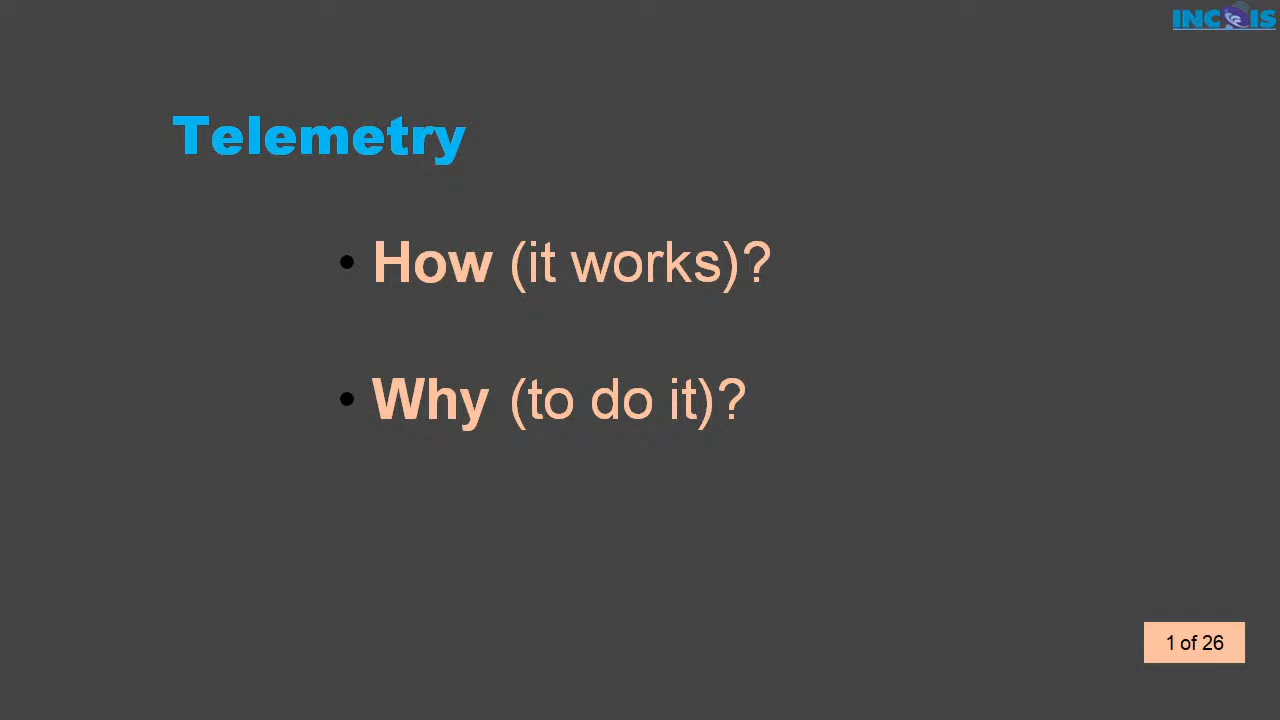 INCOIS
Telemetry
• How (it works)?
• Why (to do it)?
1 of 26